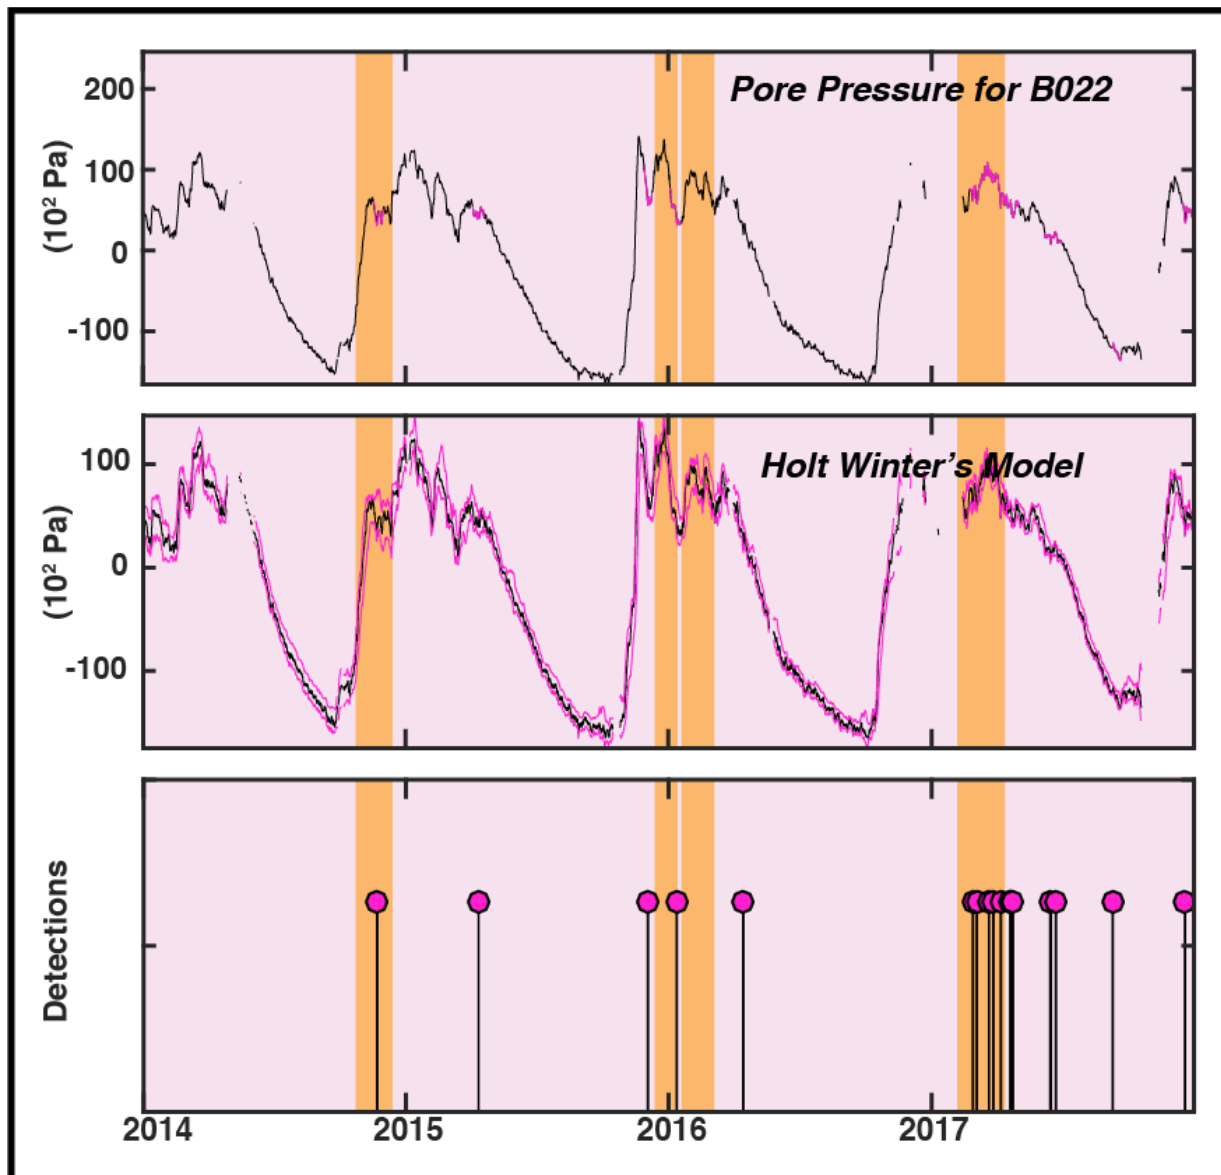 Pore Pressure for B022
(10² Pa)
200
100
0
-100
Holt Winter's Model
(10² Pa)
100
0
-100
Detections
2014 2015 2016 2017